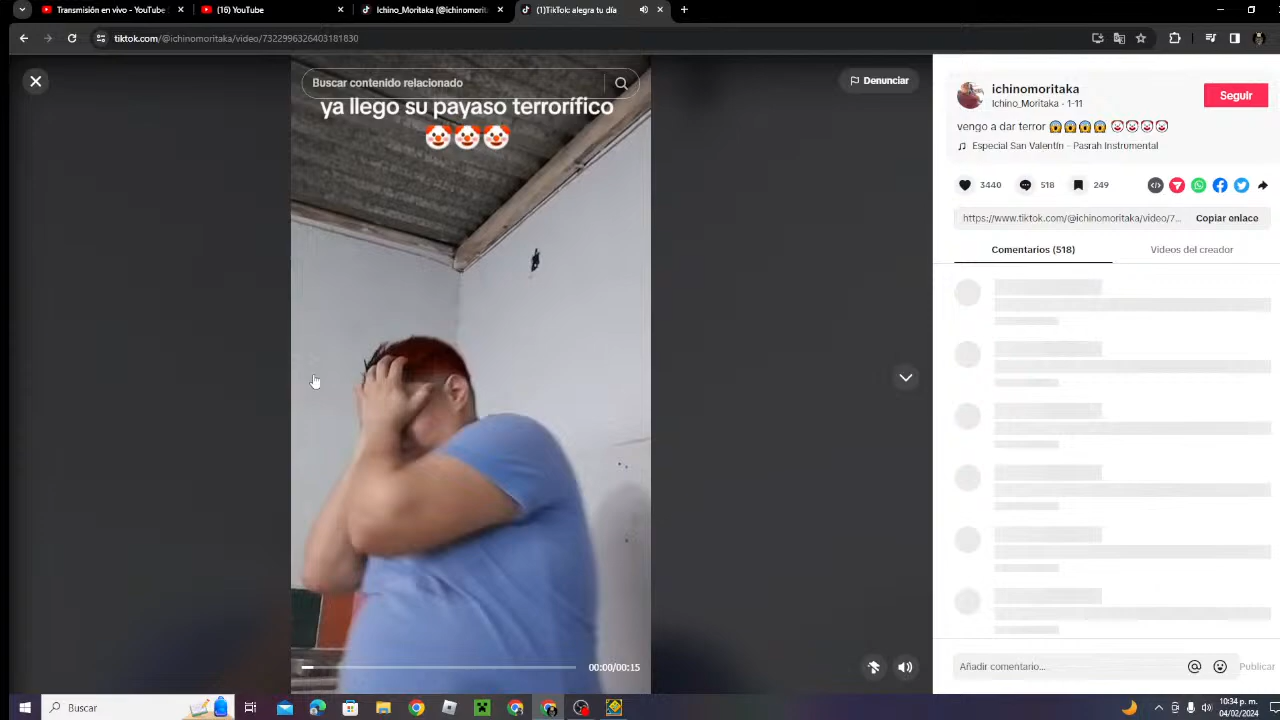 Transmisión en vivo - YouTube
(16) YouTube
Ichino_Moritaka (@ichinomorit
(1)TikTok: alegra tu día
tiktok.com/@ichinomoritaka/video/7322996326403181830
Buscar contenido relacionado
Denunciar
ya llego su payaso terrorífico
🤡🤡🤡
00:00/00:15
ichinomoritaka
Ichino_Moritaka · 1-11
Seguir
vengo a dar terror 😱😱😱😱 🤡🤡🤡🤡
Especial San Valentín - Pasrah Instrumental
3440
518
249
https://www.tiktok.com/@ichinomoritaka/video/7...
Copiar enlace
Comentarios (518)
Videos del creador
Añadir comentario...
Publicar
Buscar
10:34 p. m.
04/02/2024